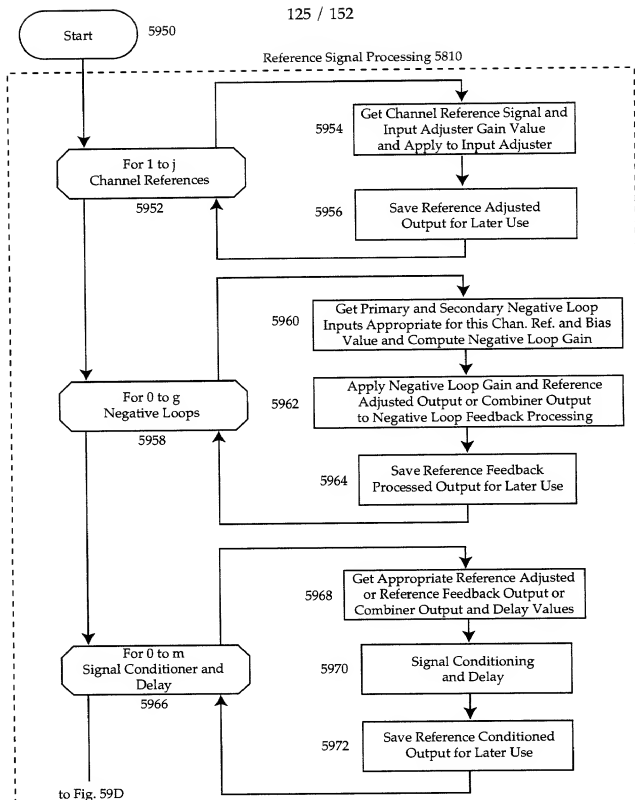 125 / 152
Start
5950
Reference Signal Processing 5810
5954
Get Channel Reference Signal and
Input Adjuster Gain Value
and Apply to Input Adjuster
For 1 to j
Channel References
5952
5956
Save Reference Adjusted
Output for Later Use
5960
Get Primary and Secondary Negative Loop
Inputs Appropriate for this Chan. Ref. and Bias
Value and Compute Negative Loop Gain
For 0 to g
Negative Loops
5958
5962
Apply Negative Loop Gain and Reference
Adjusted Output or Combiner Output
to Negative Loop Feedback Processing
5964
Save Reference Feedback
Processed Output for Later Use
5968
Get Appropriate Reference Adjusted
or Reference Feedback Output or
Combiner Output and Delay Values
For 0 to m
Signal Conditioner and
Delay
5966
5970
Signal Conditioning
and Delay
5972
Save Reference Conditioned
Output for Later Use
to Fig. 59D